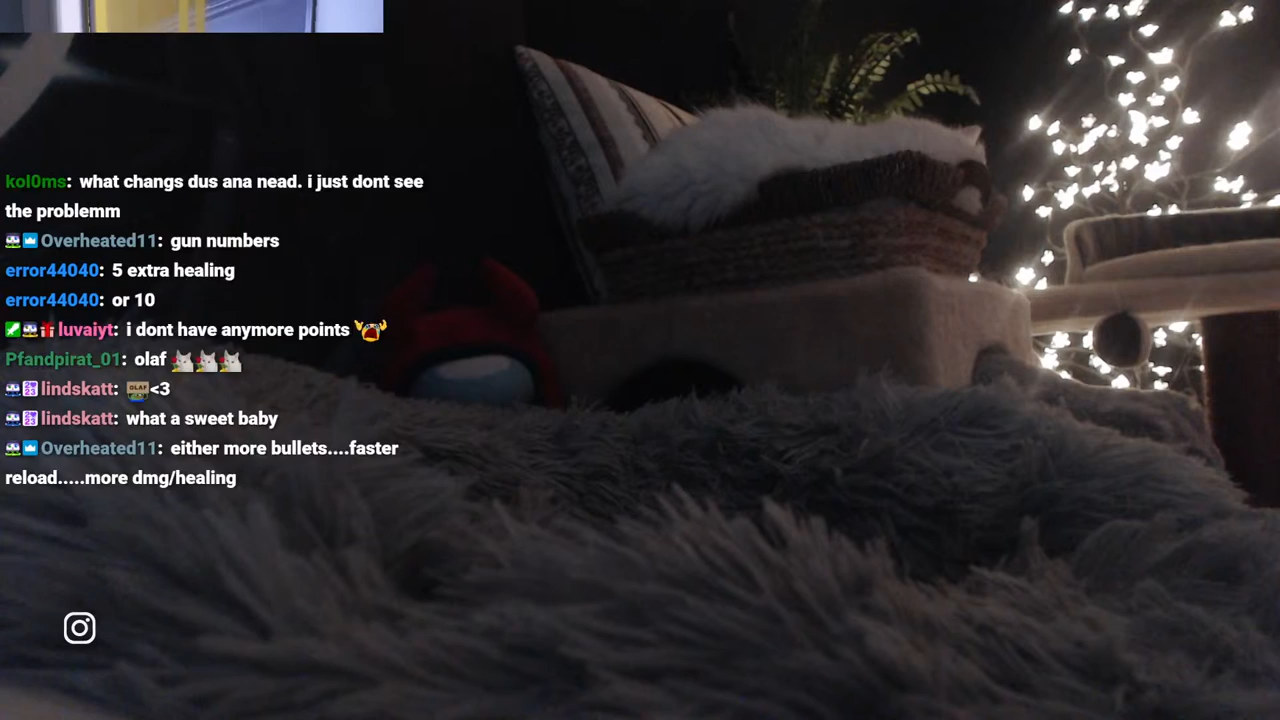 kol0ms: what changs dus ana nead. i just dont see
the problemm
Overheated11: gun numbers
error44040: 5 extra healing
error44040: or 10
luvaiyt: i dont have anymore points
Pfandpirat_01: olaf
lindskatt: OLAF <3
lindskatt: what a sweet baby
Overheated11: either more bullets....faster
reload.....more dmg/healing